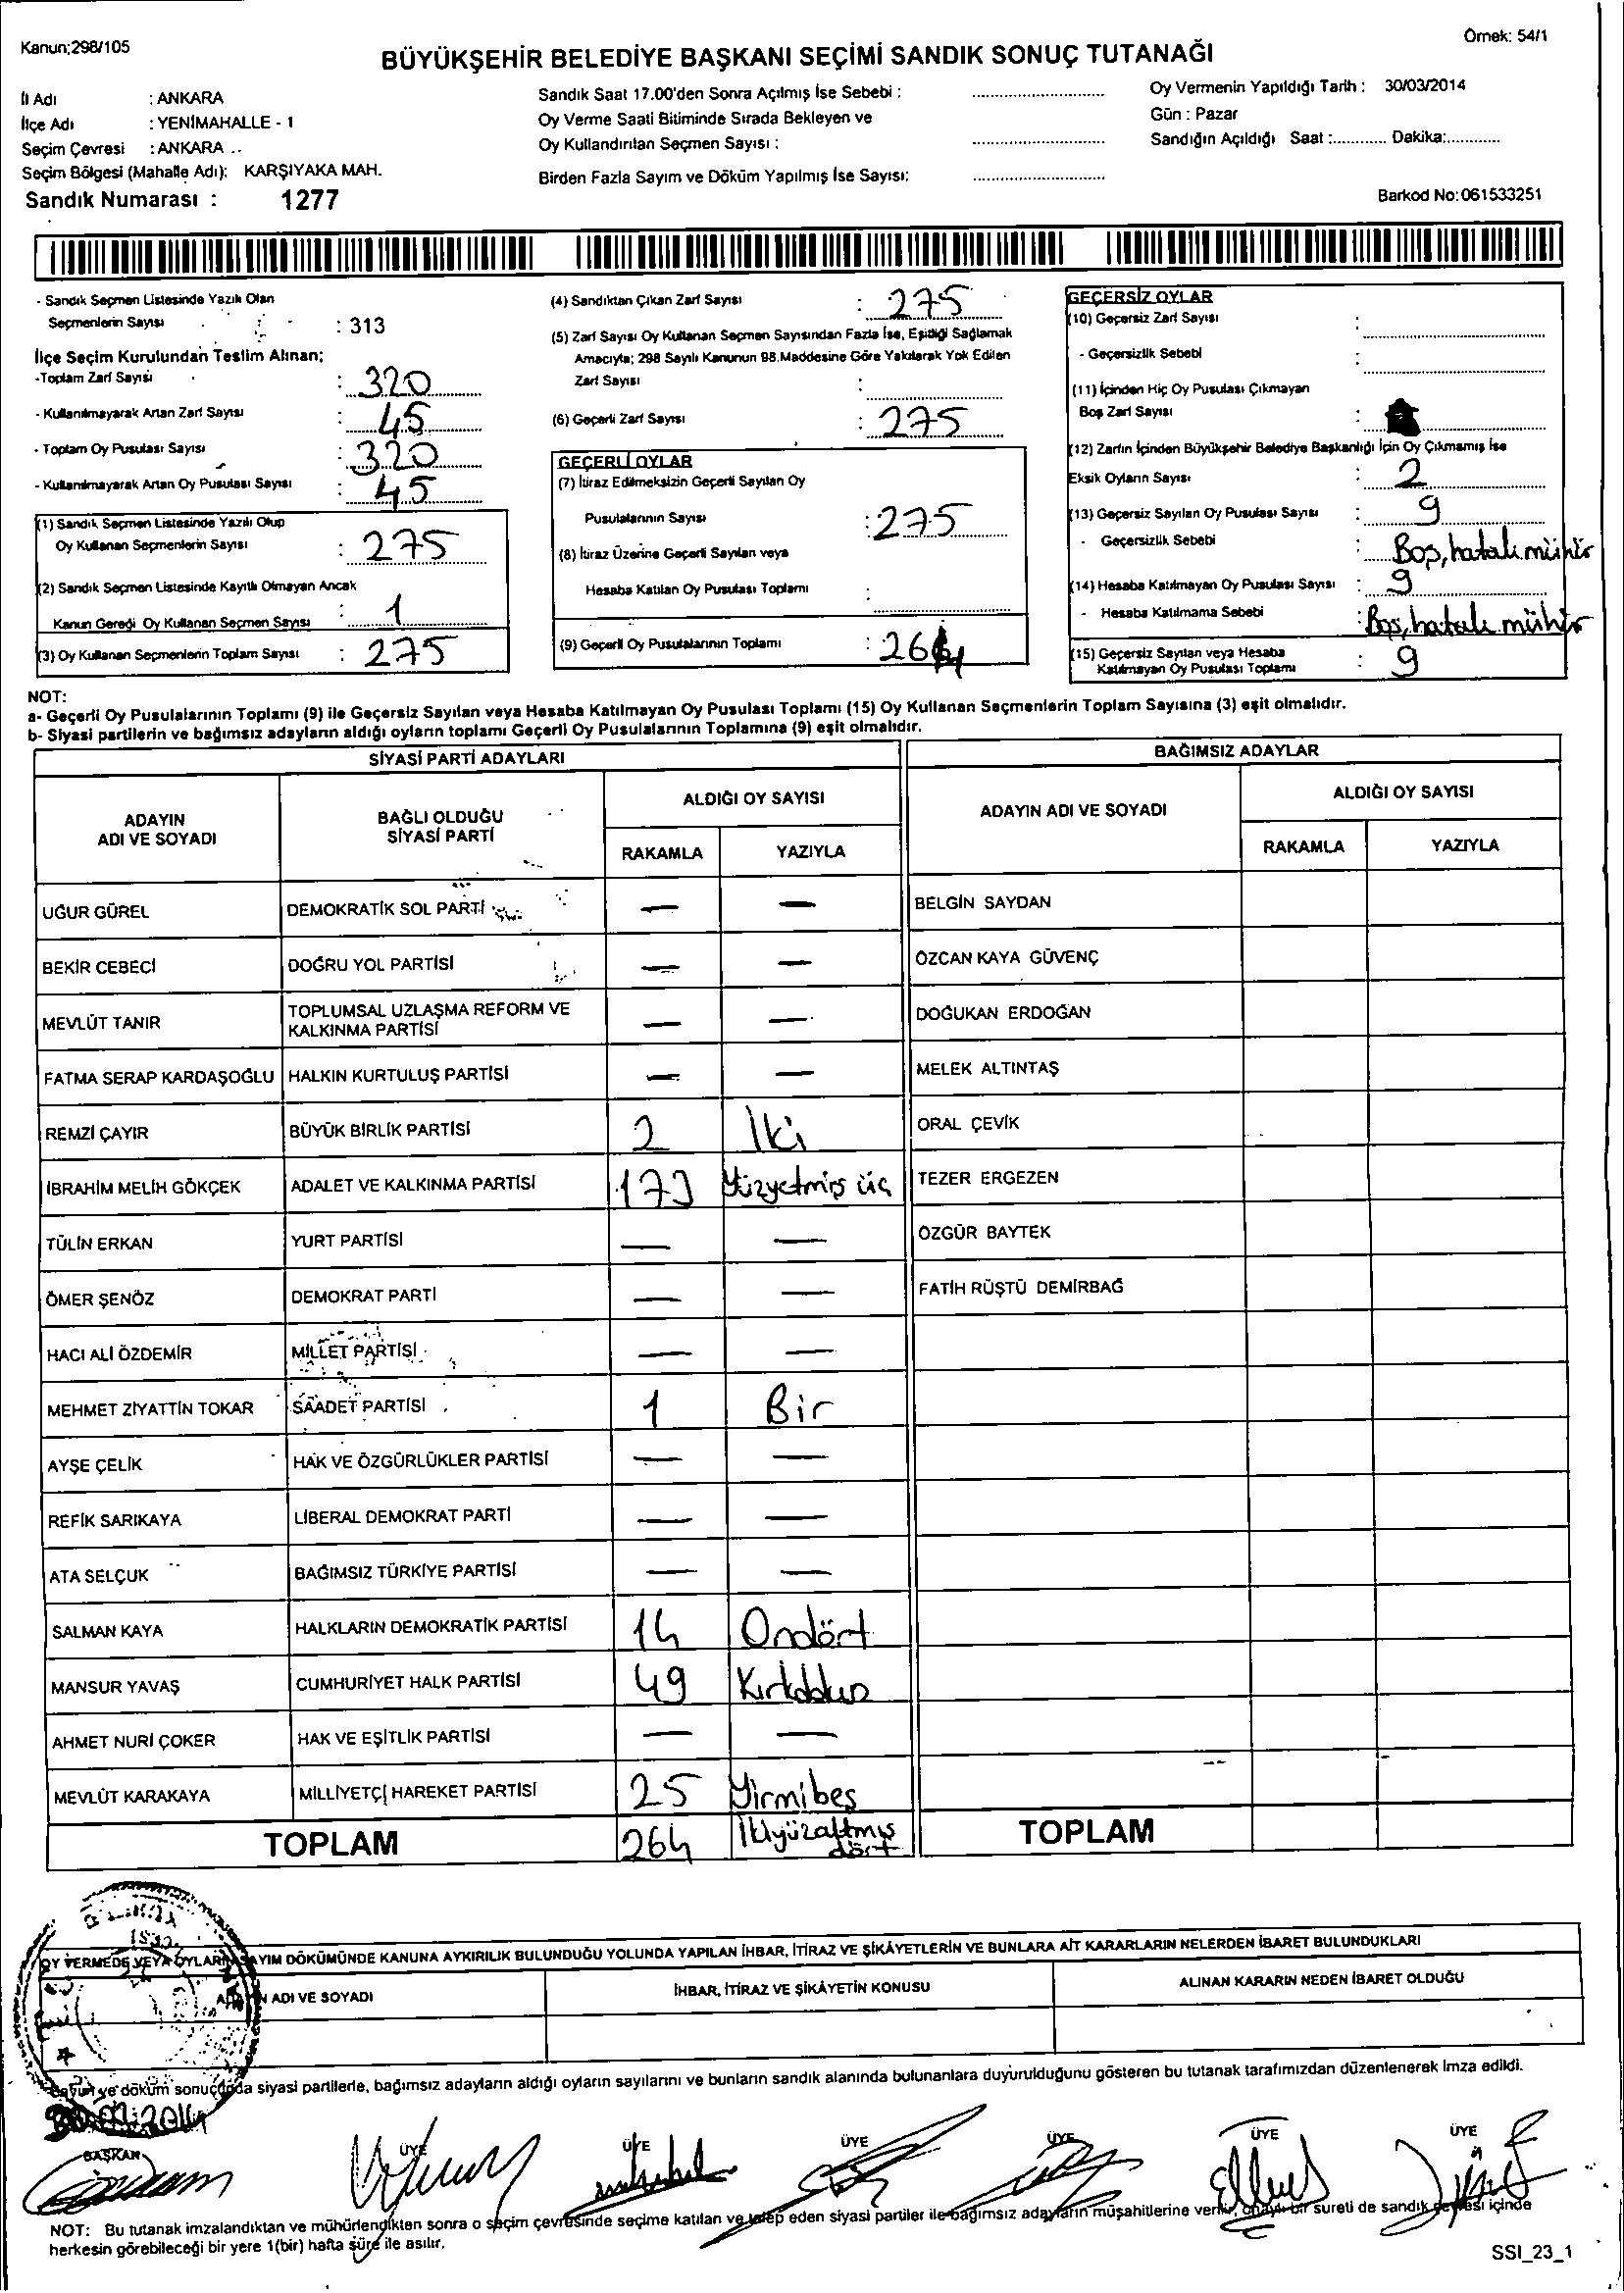 Kanun;298/105
Örnek: 54/1
BÜYÜKŞEHİR BELEDİYE BAŞKANI SEÇİMİ SANDIK SONUÇ TUTANAĞI
İl Adı : ANKARA
İlçe Adı : YENİMAHALLE - 1
Seçim Çevresi : ANKARA
Seçim Bölgesi (Mahalle Adı): KARŞIYAKA MAH.
Sandık Numarası : 1277
Sandık Saat 17.00'den Sonra Açılmış İse Sebebi :
Oy Verme Saati Bitiminde Sırada Bekleyen ve
Oy Kullandırılan Seçmen Sayısı :
Birden Fazla Sayım ve Döküm Yapılmış İse Sayısı:
Oy Vermenin Yapıldığı Tarih : 30/03/2014
Gün : Pazar
Sandığın Açıldığı Saat :............ Dakika:............
Barkod No:061533251
- Sandık Seçmen Listesinde Yazılı Olan
Seçmenlerin Sayısı : 313
İlçe Seçim Kurulundan Teslim Alınan;
-Toplam Zarf Sayısı : 320
- Kullanılmayarak Artan Zarf Sayısı : 45
- Toplam Oy Pusulası Sayısı : 320
- Kullanılmayarak Artan Oy Pusulası Sayısı : 45
(1) Sandık Seçmen Listesinde Yazılı Olup
Oy Kullanan Seçmenlerin Sayısı : 275
(2) Sandık Seçmen Listesinde Kayıtlı Olmayan Ancak
Kanun Gereği Oy Kullanan Seçmen Sayısı : 1
(3) Oy Kullanan Seçmenlerin Toplam Sayısı : 275
(4) Sandıktan Çıkan Zarf Sayısı : 275
(5) Zarf Sayısı Oy Kullanan Seçmen Sayısından Fazla İse, Eşitliği Sağlamak
Amacıyla; 298 Sayılı Kanunun 98.Maddesine Göre Yakılarak Yok Edilen
Zarf Sayısı :
(6) Geçerli Zarf Sayısı : 275
GEÇERLİ OYLAR
(7) İtiraz Edilmeksizin Geçerli Sayılan Oy
Pusulalarının Sayısı : 275
(8) İtiraz Üzerine Geçerli Sayılan veya
Hesaba Katılan Oy Pusulası Toplamı :
(9) Geçerli Oy Pusulalarının Toplamı : 264
GEÇERSİZ OYLAR
(10) Geçersiz Zarf Sayısı :
- Geçersizlik Sebebi :
(11) İçinden Hiç Oy Pusulası Çıkmayan
Boş Zarf Sayısı :
(12) Zarfın İçinden Büyükşehir Belediye Başkanlığı İçin Oy Çıkmamış İse
Eksik Oyların Sayısı : 2
(13) Geçersiz Sayılan Oy Pusulası Sayısı : 9
- Geçersizlik Sebebi : Boş, hatalı mühür
(14) Hesaba Katılmayan Oy Pusulası Sayısı : 9
- Hesaba Katılmama Sebebi : Boş, hatalı mühür
(15) Geçersiz Sayılan veya Hesaba
Katılmayan Oy Pusulası Toplamı : 9
NOT:
a- Geçerli Oy Pusulalarının Toplamı (9) ile Geçersiz Sayılan veya Hesaba Katılmayan Oy Pusulası Toplamı (15) Oy Kullanan Seçmenlerin Toplam Sayısına (3) eşit olmalıdır.
b- Siyasi partilerin ve bağımsız adayların aldığı oyların toplamı Geçerli Oy Pusulalarının Toplamına (9) eşit olmalıdır.
SİYASİ PARTİ ADAYLARI
BAĞIMSIZ ADAYLAR
ADAYIN
ADI VE SOYADI
BAĞLI OLDUĞU
SİYASİ PARTİ
ALDIĞI OY SAYISI
RAKAMLA YAZIYLA
ADAYIN ADI VE SOYADI
ALDIĞI OY SAYISI
RAKAMLA YAZIYLA
UĞUR GÜREL DEMOKRATİK SOL PARTİ — — BELGİN SAYDAN
BEKİR CEBECİ DOĞRU YOL PARTİSİ — — ÖZCAN KAYA GÜVENÇ
MEVLÜT TANIR TOPLUMSAL UZLAŞMA REFORM VE
KALKINMA PARTİSİ — — DOĞUKAN ERDOĞAN
FATMA SERAP KARDAŞOĞLU HALKIN KURTULUŞ PARTİSİ — — MELEK ALTINTAŞ
REMZİ ÇAYIR BÜYÜK BİRLİK PARTİSİ 2 İki ORAL ÇEVİK
İBRAHİM MELİH GÖKÇEK ADALET VE KALKINMA PARTİSİ 173 Yüzyetmiş üç TEZER ERGEZEN
TÜLİN ERKAN YURT PARTİSİ — — ÖZGÜR BAYTEK
ÖMER ŞENÖZ DEMOKRAT PARTİ — — FATİH RÜŞTÜ DEMİRBAĞ
HACI ALİ ÖZDEMİR MİLLET PARTİSİ — —
MEHMET ZİYATTİN TOKAR SAADET PARTİSİ 1 Bir
AYŞE ÇELİK HAK VE ÖZGÜRLÜKLER PARTİSİ — —
REFİK SARIKAYA LİBERAL DEMOKRAT PARTİ — —
ATA SELÇUK BAĞIMSIZ TÜRKİYE PARTİSİ — —
SALMAN KAYA HALKLARIN DEMOKRATİK PARTİSİ 14 Ondört
MANSUR YAVAŞ CUMHURİYET HALK PARTİSİ 49 Kırkdokuz
AHMET NURİ ÇOKER HAK VE EŞİTLİK PARTİSİ — —
MEVLÜT KARAKAYA MİLLİYETÇİ HAREKET PARTİSİ 25 Yirmibeş
TOPLAM 264 İkiyüzaltmış
dört
TOPLAM
OY VERMEDE VEYA OYLARIN SAYIM DÖKÜMÜNDE KANUNA AYKIRILIK BULUNDUĞU YOLUNDA YAPILAN İHBAR, İTİRAZ VE ŞİKÂYETLERİN VE BUNLARA AİT KARARLARIN NELERDEN İBARET BULUNDUKLARI
ADAYIN ADI VE SOYADI
İHBAR, İTİRAZ VE ŞİKÂYETİN KONUSU
ALINAN KARARIN NEDEN İBARET OLDUĞU
Sayım ve döküm sonucunda siyasi partilerle, bağımsız adayların aldığı oyların sayılarını ve bunların sandık alanında bulunanlara duyurulduğunu gösteren bu tutanak tarafımızdan düzenlenerek imza edildi.
30.03.2014
BAŞKAN ÜYE ÜYE ÜYE ÜYE ÜYE ÜYE
NOT: Bu tutanak imzalandıktan ve mühürlendikten sonra o seçim çevresinde seçime katılan ve talep eden siyasi partiler ile bağımsız adayların müşahitlerine verilir, onaylı bir sureti de sandık çevresi içinde
herkesin görebileceği bir yere 1(bir) hafta süre ile asılır.
SSI_23_1